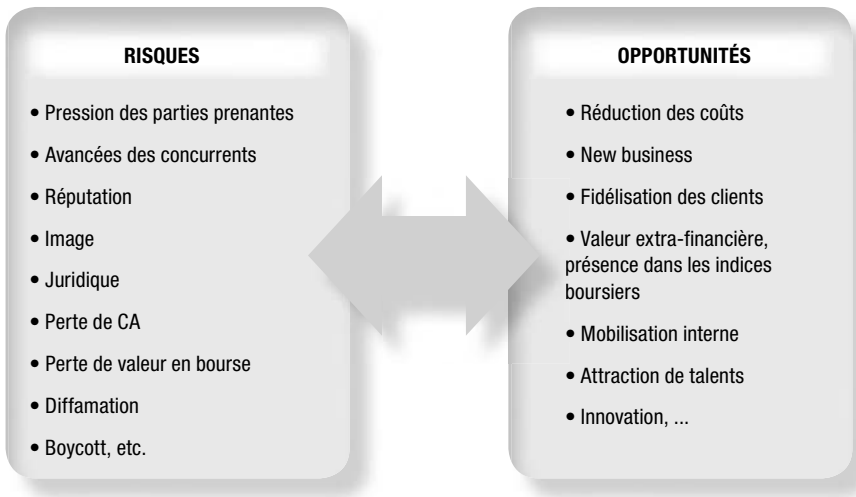 RISQUES
• Pression des parties prenantes
• Avancées des concurrents
• Réputation
• Image
• Juridique
• Perte de CA
• Perte de valeur en bourse
• Diffamation
• Boycott, etc.
OPPORTUNITÉS
• Réduction des coûts
• New business
• Fidélisation des clients
• Valeur extra-financière,
présence dans les indices
boursiers
• Mobilisation interne
• Attraction de talents
• Innovation, ...